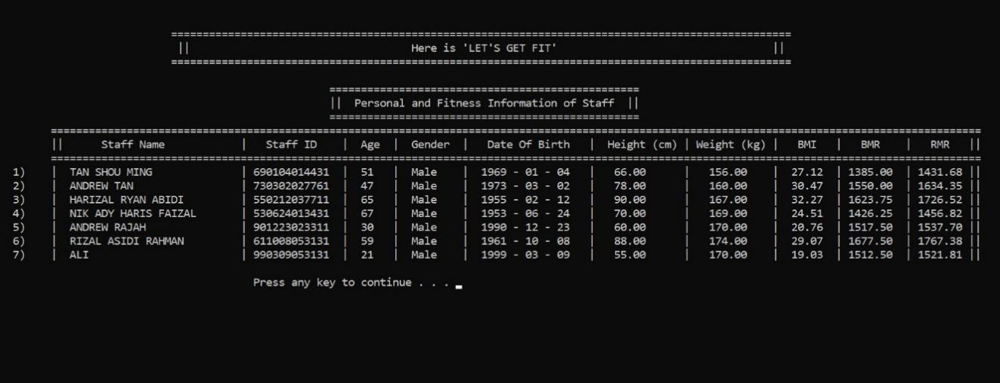 ==================================================================================================
|| Here is 'LET'S GET FIT' ||
==================================================================================================
=================================================
|| Personal and Fitness Information of Staff ||
=================================================
===================================================================================================================================================
|| Staff Name | Staff ID | Age | Gender | Date Of Birth | Height (cm) | Weight (kg) | BMI | BMR | RMR ||
===================================================================================================================================================
1) | TAN SHOU MING | 690104014431 | 51 | Male | 1969 - 01 - 04 | 66.00 | 156.00 | 27.12 | 1385.00 | 1431.68 ||
2) | ANDREW TAN | 730302027761 | 47 | Male | 1973 - 03 - 02 | 78.00 | 160.00 | 30.47 | 1550.00 | 1634.35 ||
3) | HARIZAL RYAN ABIDI | 550212037711 | 65 | Male | 1955 - 02 - 12 | 90.00 | 167.00 | 32.27 | 1623.75 | 1726.52 ||
4) | NIK ADY HARIS FAIZAL | 530624013431 | 67 | Male | 1953 - 06 - 24 | 70.00 | 169.00 | 24.51 | 1426.25 | 1456.82 ||
5) | ANDREW RAJAH | 901223023311 | 30 | Male | 1990 - 12 - 23 | 60.00 | 170.00 | 20.76 | 1517.50 | 1537.70 ||
6) | RIZAL ASIDI RAHMAN | 611008053131 | 59 | Male | 1961 - 10 - 08 | 88.00 | 174.00 | 29.07 | 1677.50 | 1767.38 ||
7) | ALI | 990309053131 | 21 | Male | 1999 - 03 - 09 | 55.00 | 170.00 | 19.03 | 1512.50 | 1521.81 ||
Press any key to continue . . .